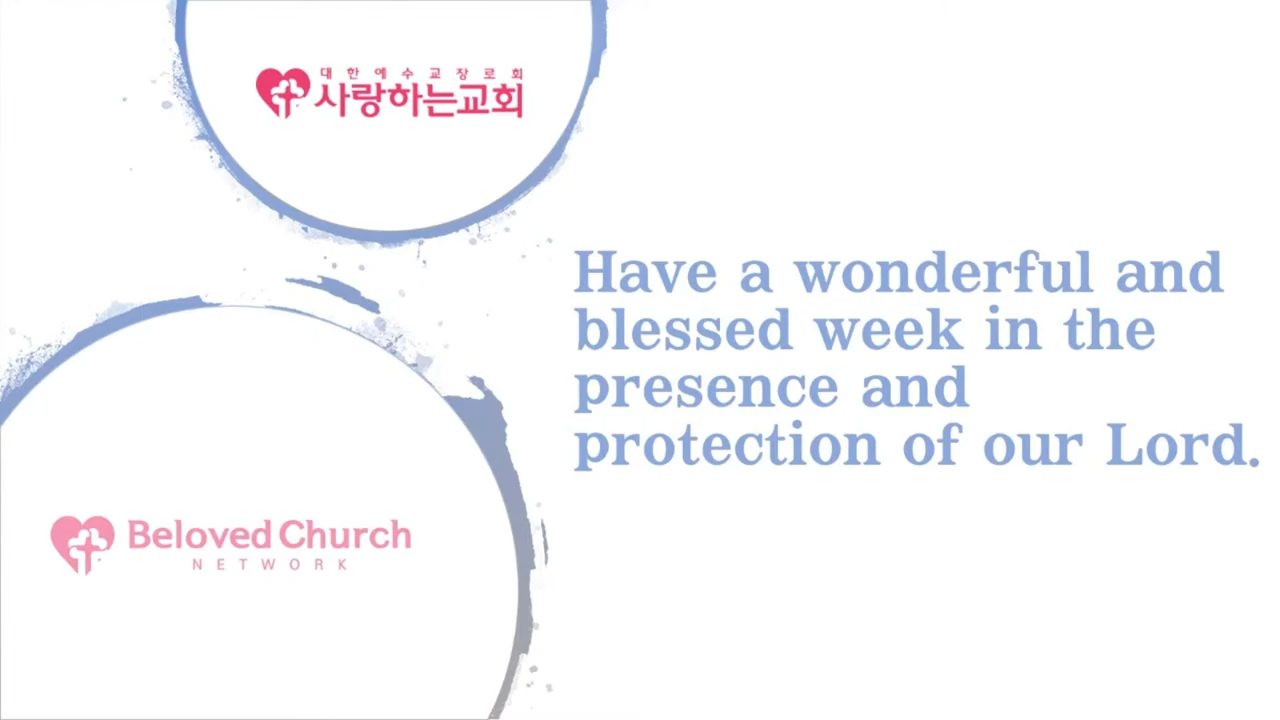 대한예수교장로회
사랑하는교회
Have a wonderful and
blessed week in the
presence and
protection of our Lord.
Beloved Church
NETWORK